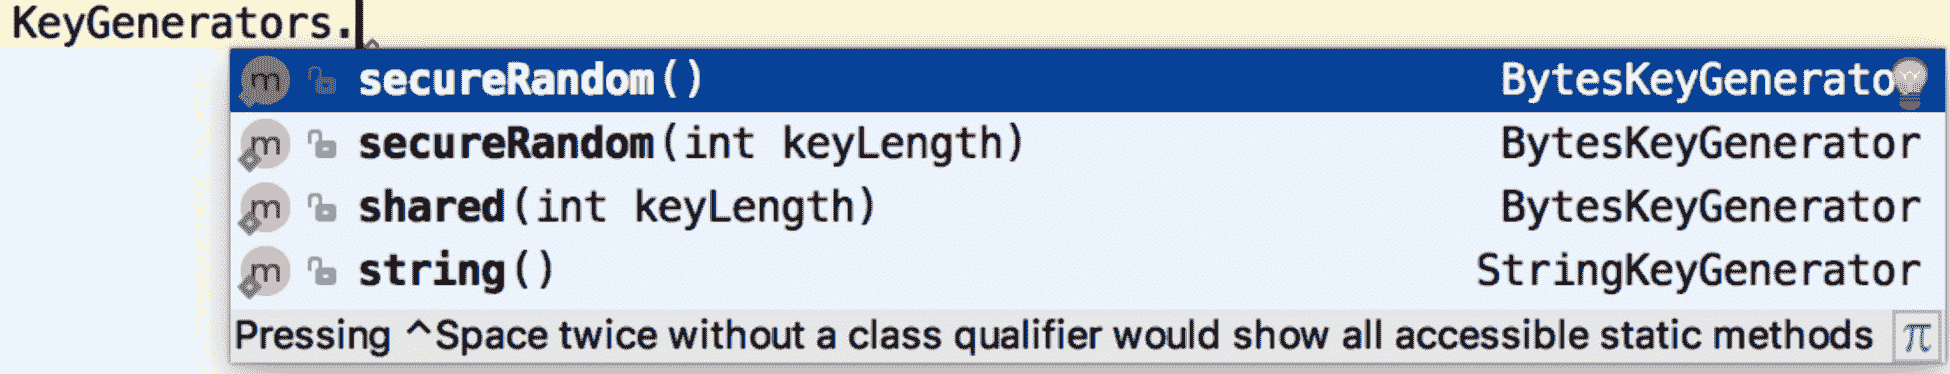 KeyGenerators.
m secureRandom() BytesKeyGenerato
m secureRandom(int keyLength) BytesKeyGenerator
m shared(int keyLength) BytesKeyGenerator
m string() StringKeyGenerator
Pressing ^Space twice without a class qualifier would show all accessible static methods π